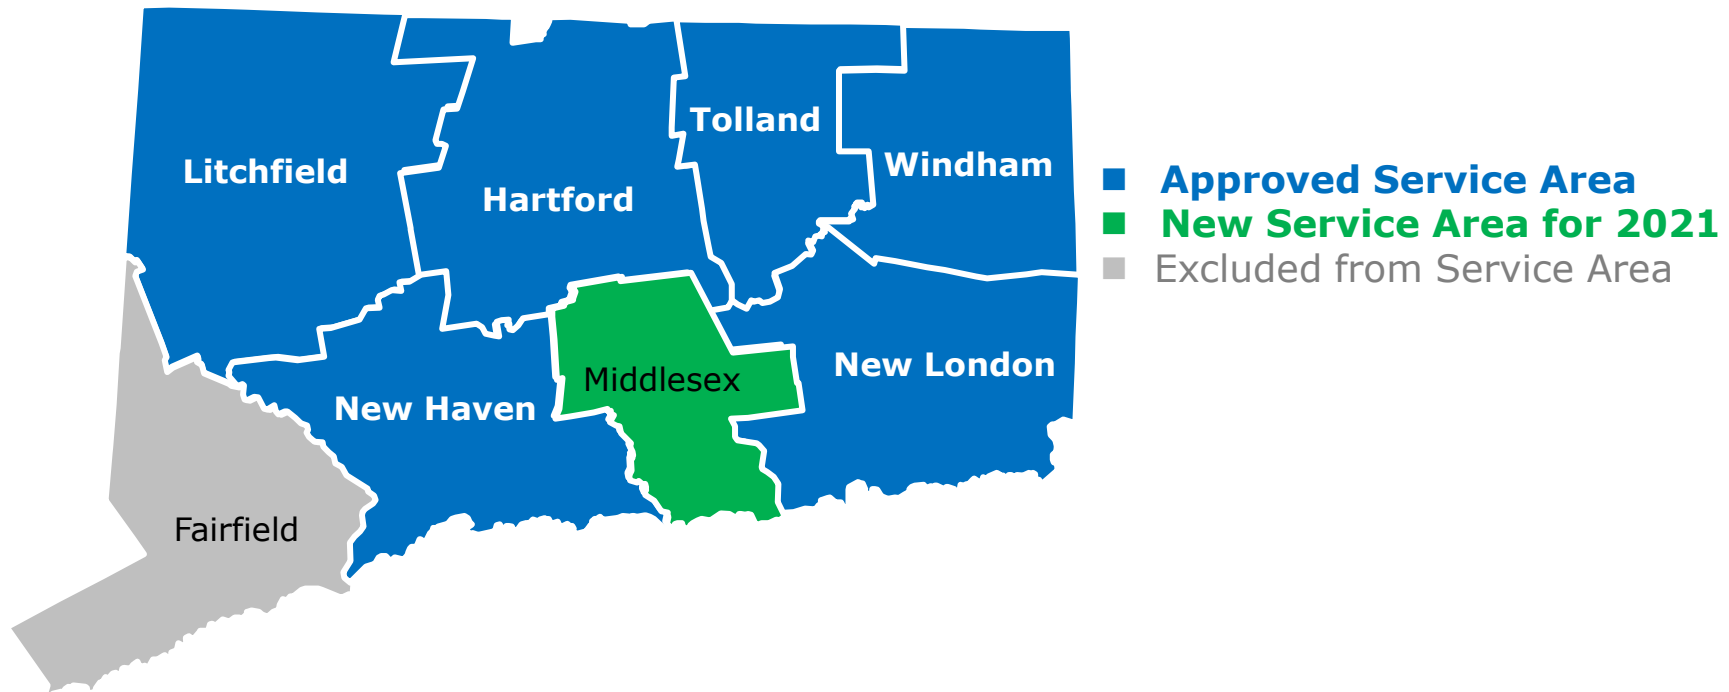 Tolland
Windham
Litchfield
Hartford
Approved Service Area
New Service Area for 2021
Excluded from Service Area
New London
Middlesex
New Haven
Fairfield